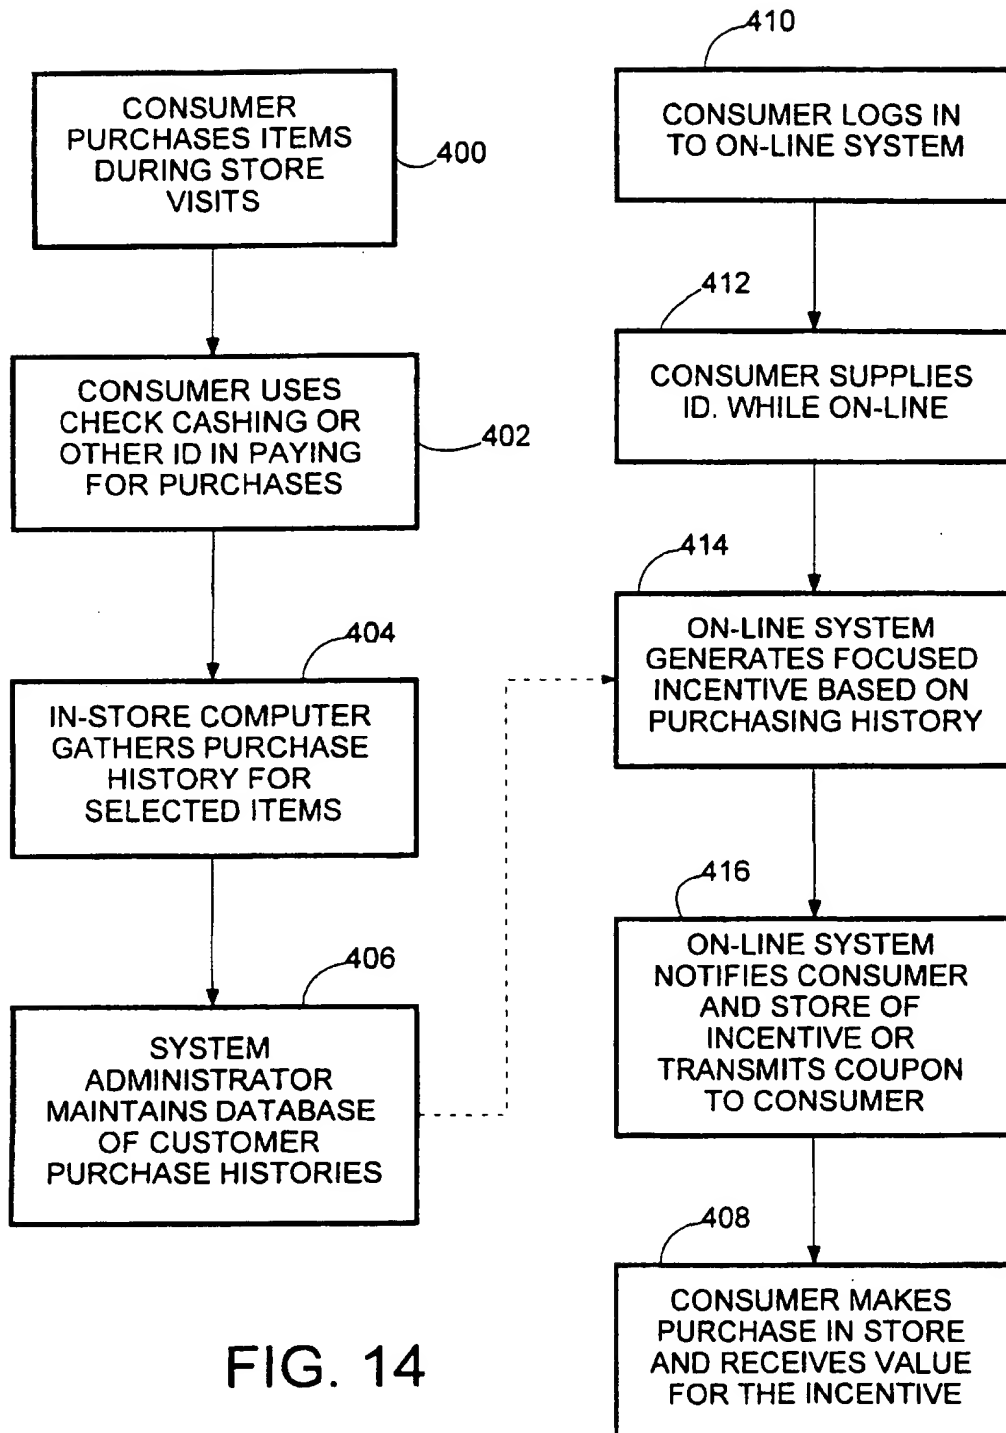 CONSUMER
PURCHASES ITEMS
DURING STORE
VISITS
400
CONSUMER USES
CHECK CASHING OR
OTHER ID IN PAYING
FOR PURCHASES
402
404
IN-STORE COMPUTER
GATHERS PURCHASE
HISTORY FOR
SELECTED ITEMS
406
SYSTEM
ADMINISTRATOR
MAINTAINS DATABASE
OF CUSTOMER
PURCHASE HISTORIES
410
CONSUMER LOGS IN
TO ON-LINE SYSTEM
412
CONSUMER SUPPLIES
ID. WHILE ON-LINE
414
ON-LINE SYSTEM
GENERATES FOCUSED
INCENTIVE BASED ON
PURCHASING HISTORY
416
ON-LINE SYSTEM
NOTIFIES CONSUMER
AND STORE OF
INCENTIVE OR
TRANSMITS COUPON
TO CONSUMER
408
CONSUMER MAKES
PURCHASE IN STORE
AND RECEIVES VALUE
FOR THE INCENTIVE
FIG. 14